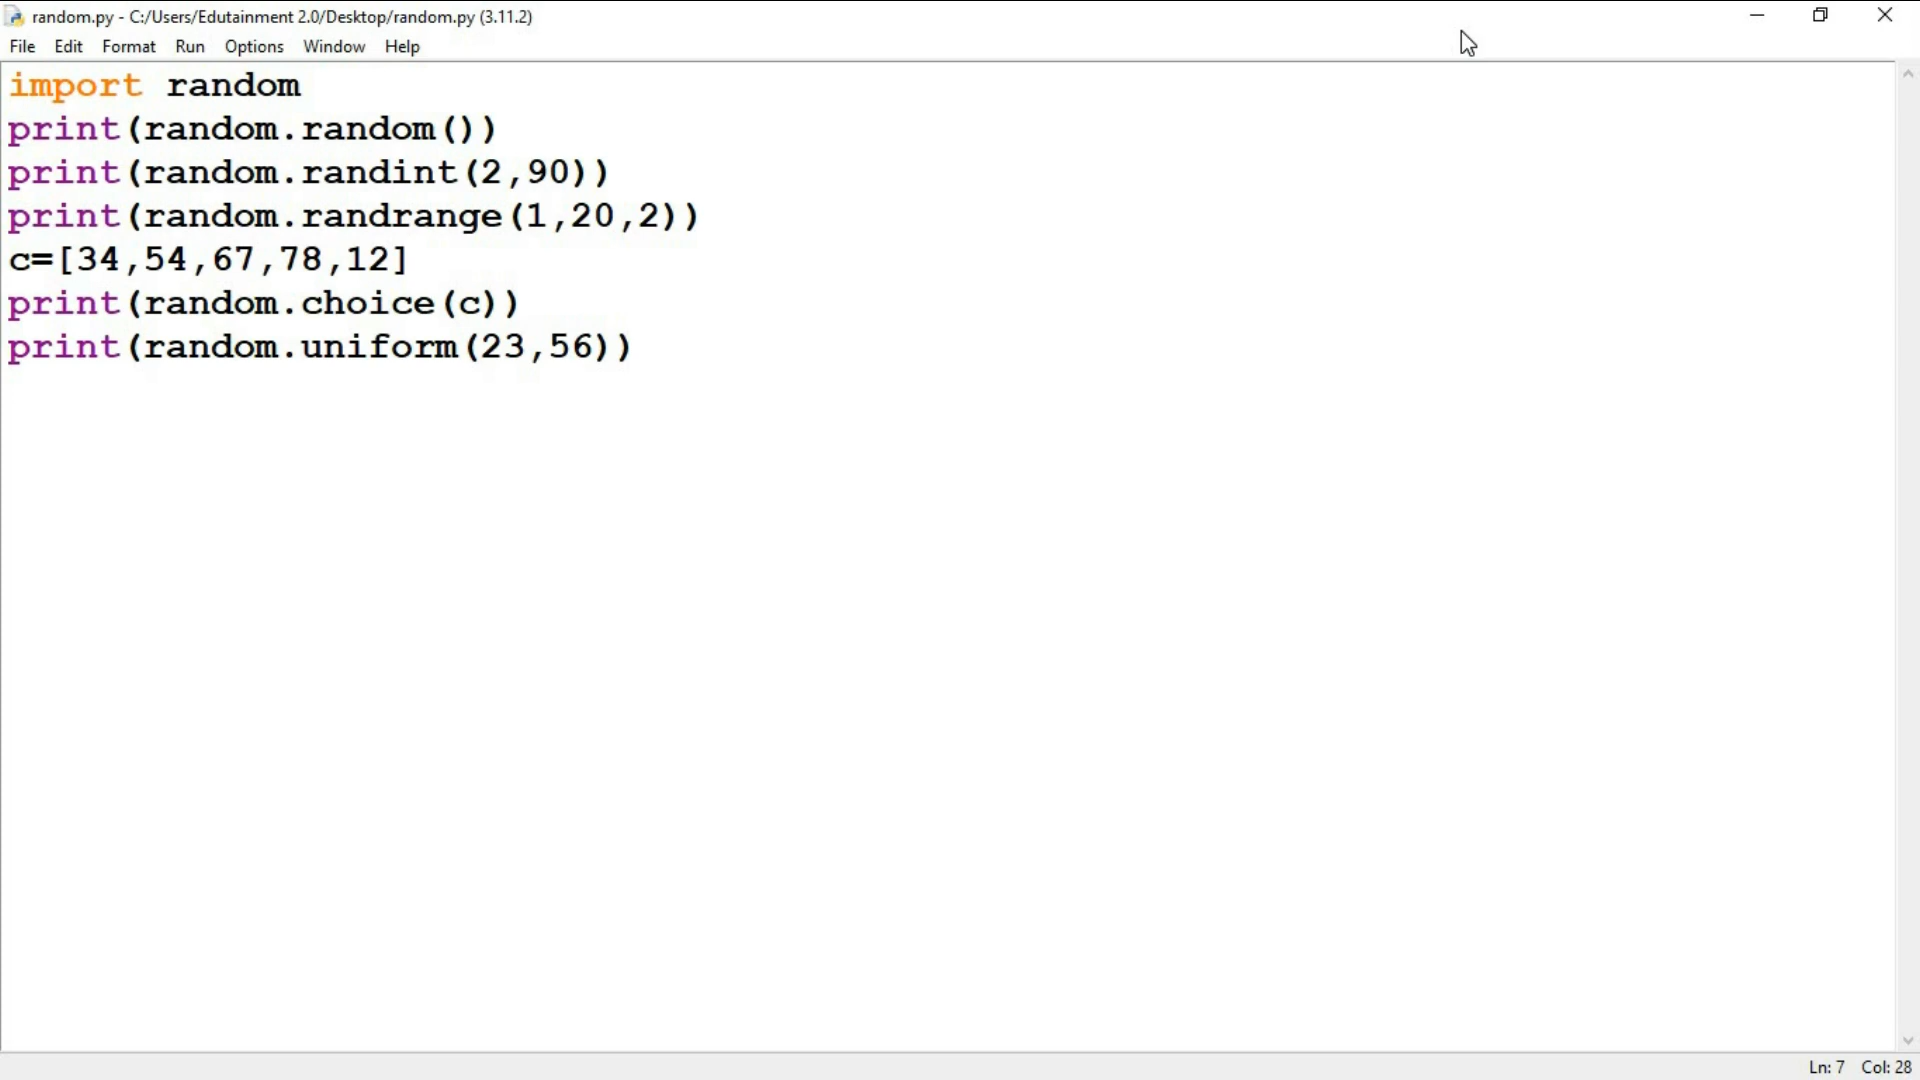 random.py - C:/Users/Edutainment 2.0/Desktop/random.py (3.11.2)
File Edit Format Run Options Window Help
import random
print(random.random())
print(random.randint(2,90))
print(random.randrange(1,20,2))
c=[34,54,67,78,12]
print(random.choice(c))
print(random.uniform(23,56))
Ln: 7 Col: 28